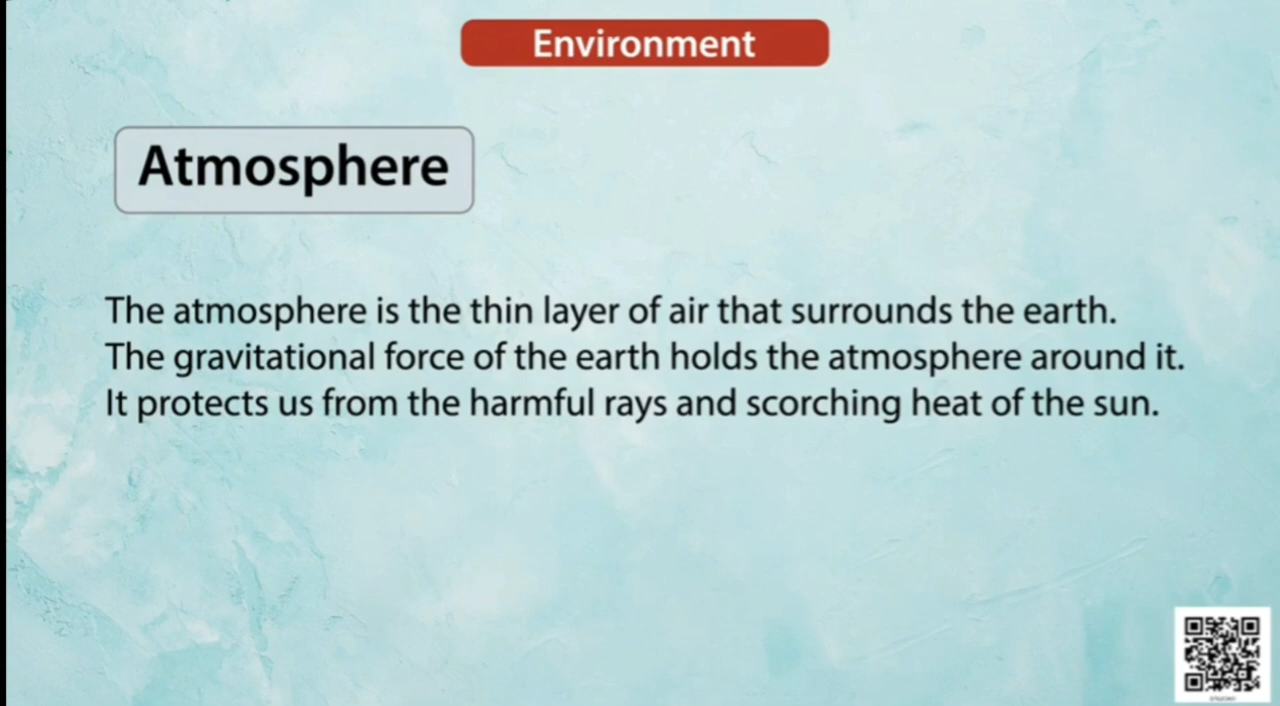 Environment
Atmosphere
The atmosphere is the thin layer of air that surrounds the earth.
The gravitational force of the earth holds the atmosphere around it.
It protects us from the harmful rays and scorching heat of the sun.